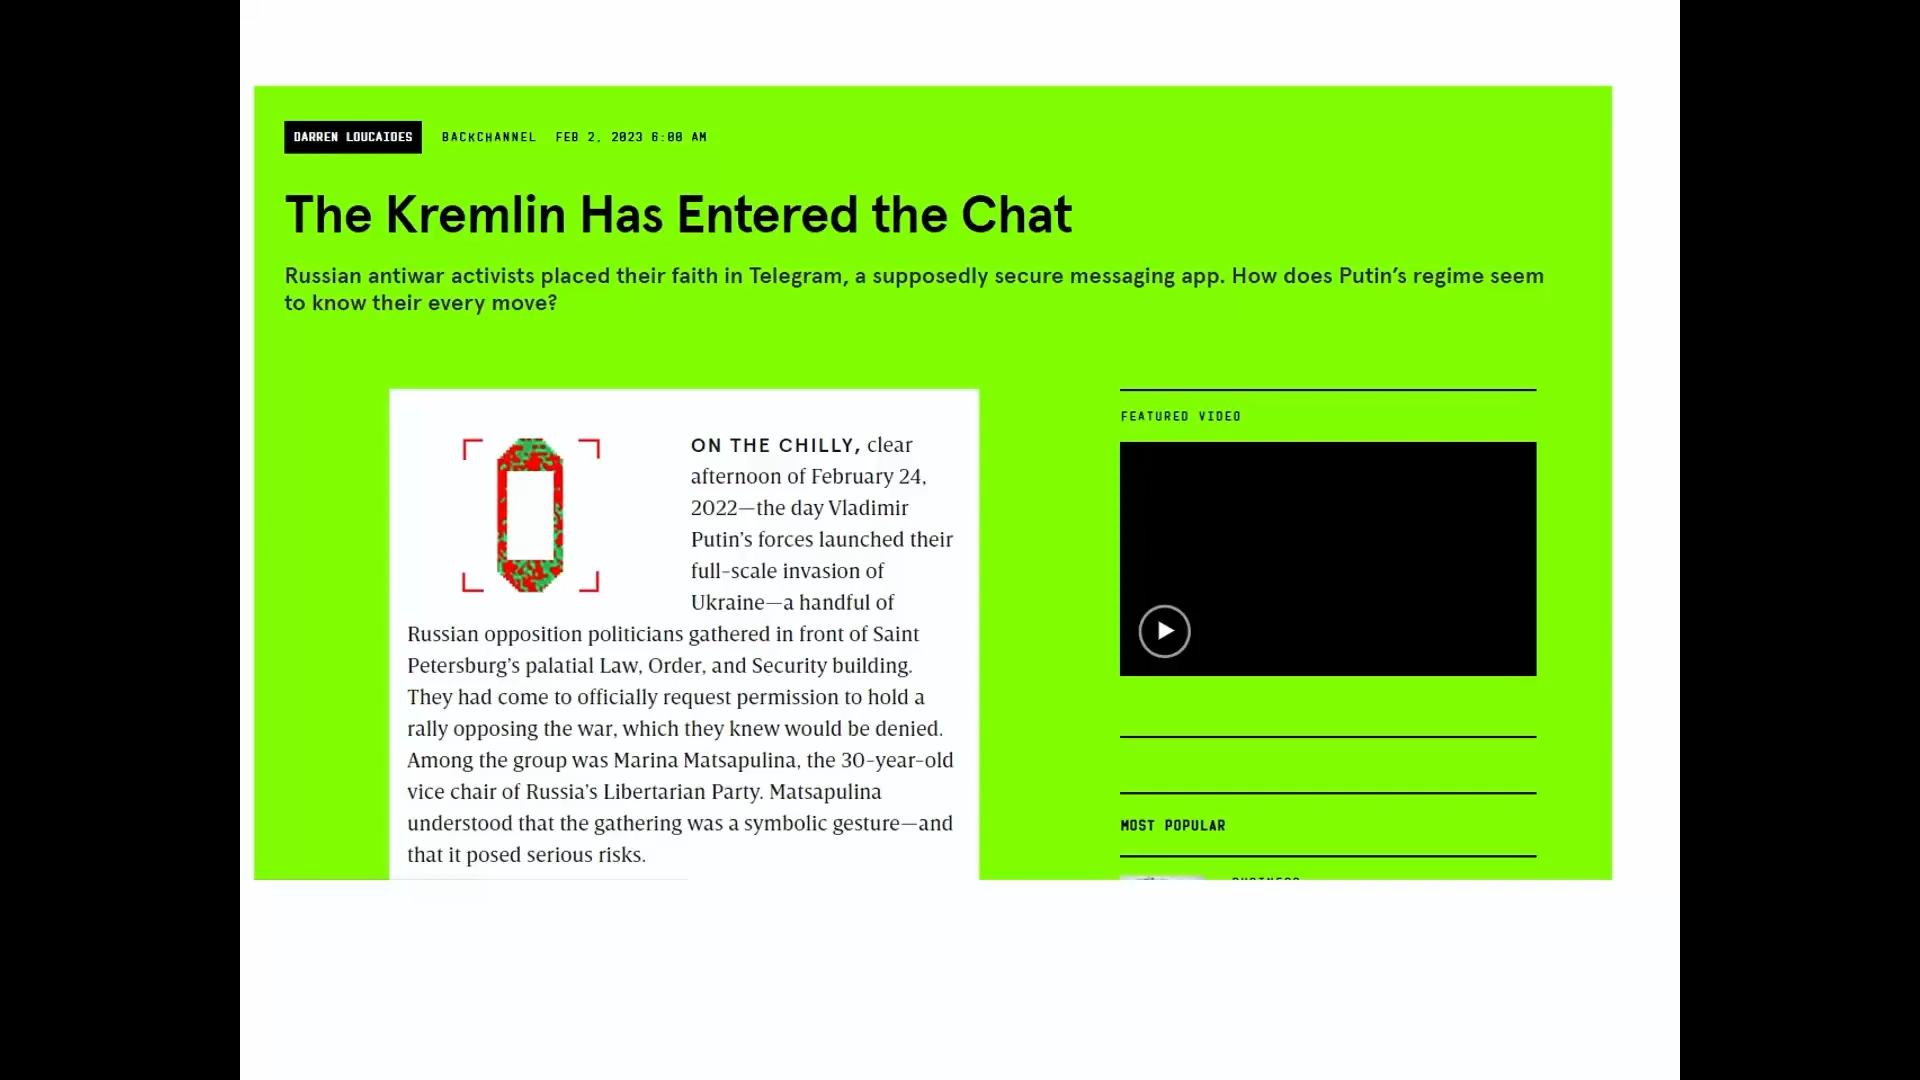 DARREN LOUCAIDES BACKCHANNEL FEB 2, 2023 6:00 AM
The Kremlin Has Entered the Chat
Russian antiwar activists placed their faith in Telegram, a supposedly secure messaging app. How does Putin’s regime seem
to know their every move?
ON THE CHILLY, clear
afternoon of February 24,
2022—the day Vladimir
Putin’s forces launched their
full-scale invasion of
Ukraine—a handful of
Russian opposition politicians gathered in front of Saint
Petersburg’s palatial Law, Order, and Security building.
They had come to officially request permission to hold a
rally opposing the war, which they knew would be denied.
Among the group was Marina Matsapulina, the 30-year-old
vice chair of Russia’s Libertarian Party. Matsapulina
understood that the gathering was a symbolic gesture—and
that it posed serious risks.
FEATURED VIDEO
MOST POPULAR